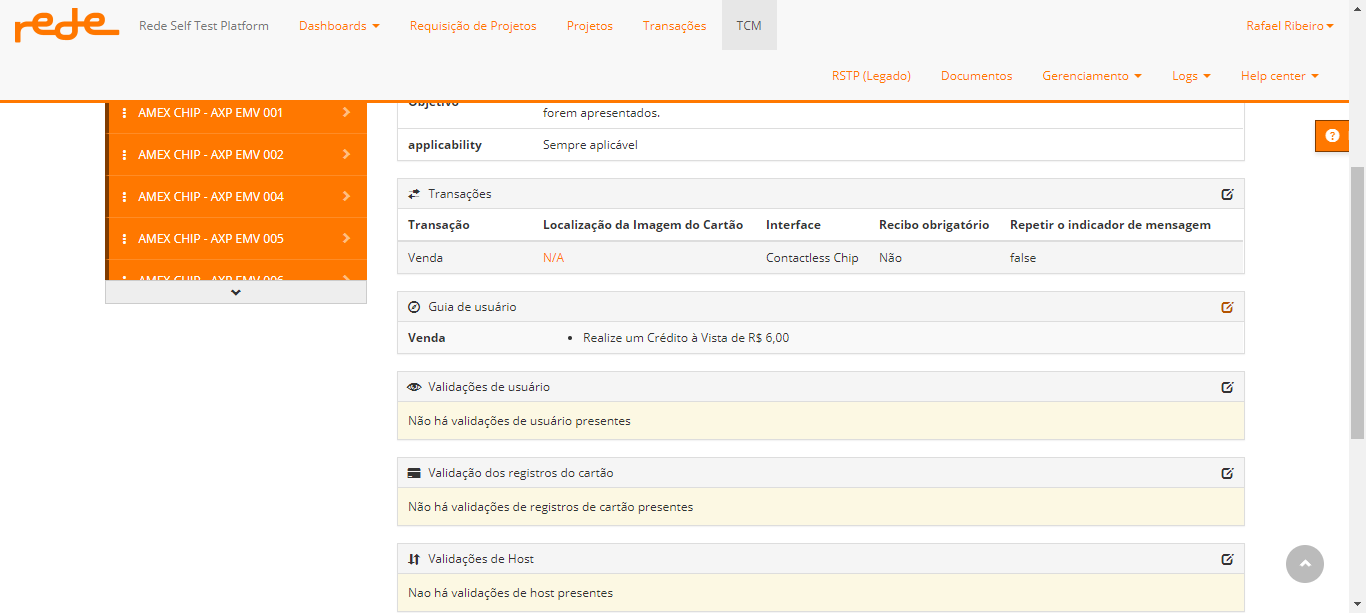 rede Rede Self Test Platform Dashboards Requisição de Projetos Projetos Transações TCM Rafael Ribeiro
RSTP (Legado) Documentos Gerenciamento Logs Help center
AMEX CHIP - AXP EMV 001
AMEX CHIP - AXP EMV 002
AMEX CHIP - AXP EMV 004
AMEX CHIP - AXP EMV 005
AMEX CHIP - AXP EMV 006
Objetivo
forem apresentados.
applicability Sempre aplicável
Transações
Transação Localização da Imagem do Cartão Interface Recibo obrigatório Repetir o indicador de mensagem
Venda N/A Contactless Chip Não false
Guia de usuário
Venda • Realize um Crédito à Vista de R$ 6,00
Validações de usuário
Não há validações de usuário presentes
Validação dos registros do cartão
Não há validações de registros de cartão presentes
Validações de Host
Nao há validações de host presentes